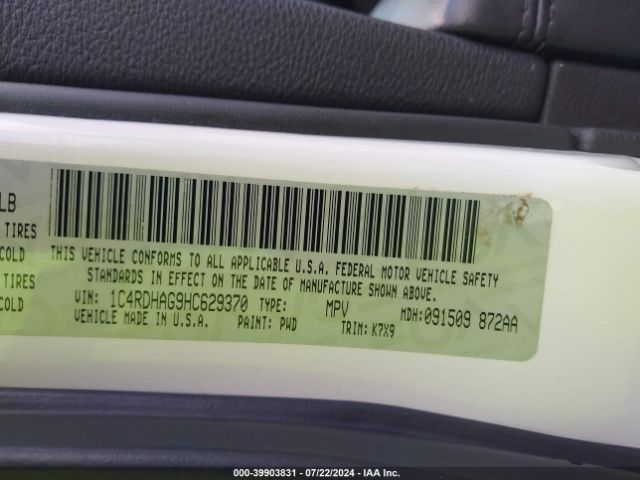 LB
TIRES
COLD
TIRES
COLD
THIS VEHICLE CONFORMS TO ALL APPLICABLE U.S.A. FEDERAL MOTOR VEHICLE SAFETY
STANDARDS IN EFFECT ON THE DATE OF MANUFACTURE SHOWN ABOVE.
VIN: 1C4RDHAG9HC629370 TYPE: MPV MDH:091509 872AA
VEHICLE MADE IN U.S.A. PAINT: PWD TRIM: K7X9
000-39903831 - 07/22/2024 - IAA Inc.